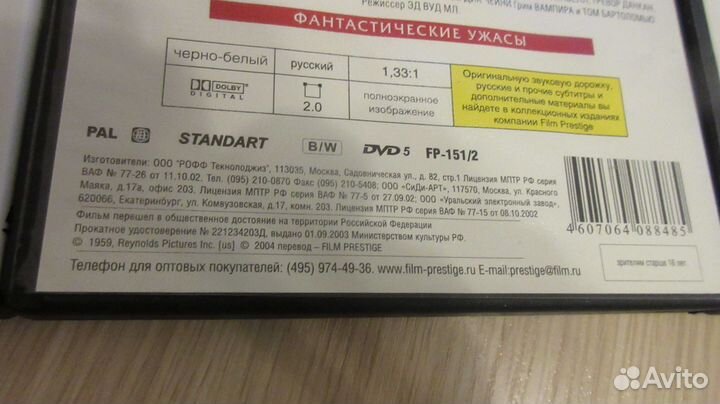 ТРЕВОР ДАНКАН.
Режиссер ЭД ВУД МЛ. ЧЕЙНИ Грим ВАМПИРА и ТОМ БАРТОЛОМЬЮ
ФАНТАСТИЧЕСКИЕ УЖАСЫ
черно-белый русский 1,33:1
DOLBY DIGITAL 2.0 полноэкранное изображение
Оригинальную звуковую дорожку,
русские и прочие субтитры и
дополнительные материалы вы
найдете в коллекционных изданиях
компании Film Prestige
PAL STANDART B/W DVD 5 FP-151/2
Изготовители: ООО "РОФФ Текнолоджиз", 113035, Москва, Садовническая ул., д. 82, стр.1 Лицензия МПТР РФ серия
ВАФ № 77-26 от 11.10.02. Тел. (095) 210-0870 Факс (095) 210-5408; ООО «СиДи-АРТ», 117570, Москва, ул. Красного
Маяка, д.17а, офис 203. Лицензия МПТР РФ серия ВАФ № 77-5 от 27.09.02; ООО «Уральский электронный завод»,
620066, Екатеринбург, ул. Комвузовская, д.17, комн. 203. Лицензия МПТР РФ серия ВАФ № 77-15 от 08.10.2002
Фильм перешел в общественное достояние на территории Российской Федерации
Прокатное удостоверение № 221234203Д, выдано 01.09.2003 Министерством культуры РФ.
© 1959, Reynolds Pictures Inc. [us] © 2004 перевод – FILM PRESTIGE
Телефон для оптовых покупателей: (495) 974-49-36. www.film-prestige.ru E-mail:prestige@film.ru
4 607064 088485
зрителям старше 16 лет
Avito